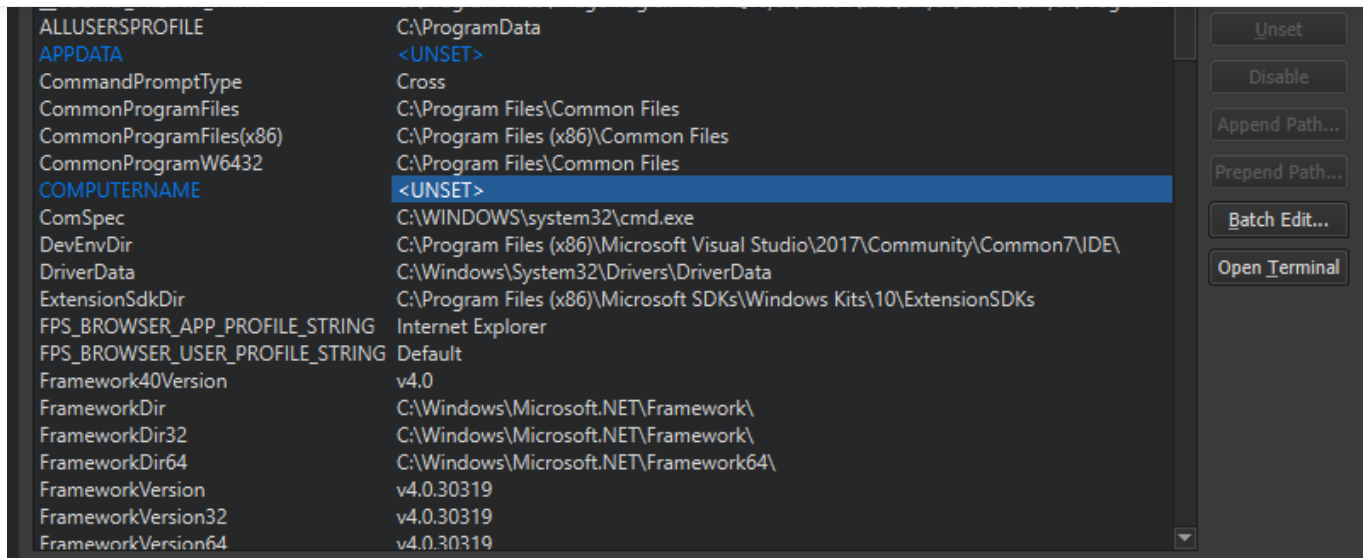 ALLUSERSPROFILE C:\ProgramData
Unset
APPDATA <UNSET>
CommandPromptType Cross
Disable
CommonProgramFiles C:\Program Files\Common Files
CommonProgramFiles(x86) C:\Program Files (x86)\Common Files
Append Path...
CommonProgramW6432 C:\Program Files\Common Files
Prepend Path...
COMPUTERNAME <UNSET>
ComSpec C:\WINDOWS\system32\cmd.exe
Batch Edit...
DevEnvDir C:\Program Files (x86)\Microsoft Visual Studio\2017\Community\Common7\IDE\
DriverData C:\Windows\System32\Drivers\DriverData
Open Terminal
ExtensionSdkDir C:\Program Files (x86)\Microsoft SDKs\Windows Kits\10\ExtensionSDKs
FPS_BROWSER_APP_PROFILE_STRING Internet Explorer
FPS_BROWSER_USER_PROFILE_STRING Default
Framework40Version v4.0
FrameworkDir C:\Windows\Microsoft.NET\Framework\
FrameworkDir32 C:\Windows\Microsoft.NET\Framework\
FrameworkDir64 C:\Windows\Microsoft.NET\Framework64\
FrameworkVersion v4.0.30319
FrameworkVersion32 v4.0.30319
FrameworkVersion64 v4.0.30319